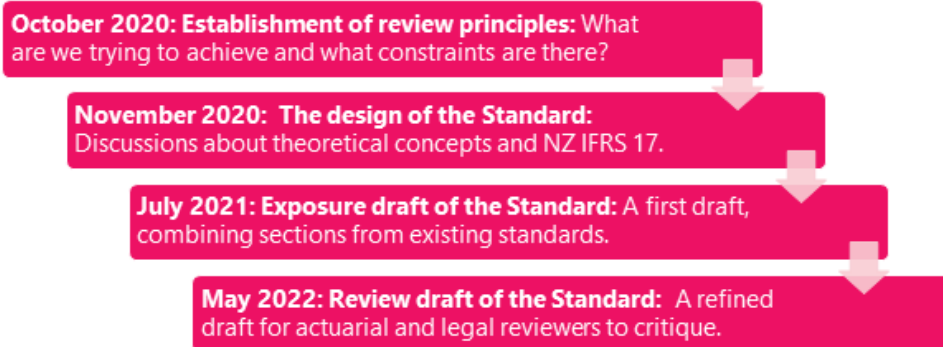 October 2020: Establishment of review principles: What
are we trying to achieve and what constraints are there?
November 2020:  The design of the Standard:
Discussions about theoretical concepts and NZ IFRS 17.
July 2021: Exposure draft of the Standard: A first draft,
combining sections from existing standards.
May 2022: Review draft of the Standard:  A refined
draft for actuarial and legal reviewers to critique.